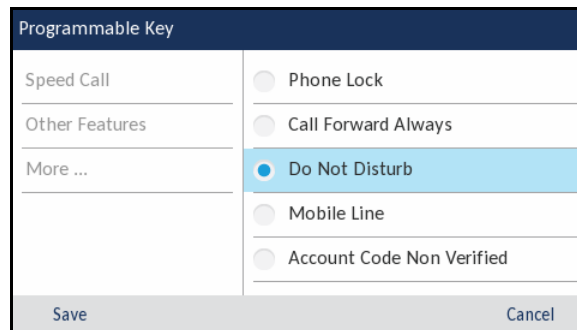 Programmable Key
Speed Call
Other Features
More ...
Phone Lock
Call Forward Always
Do Not Disturb
Mobile Line
Account Code Non Verified
Save
Cancel